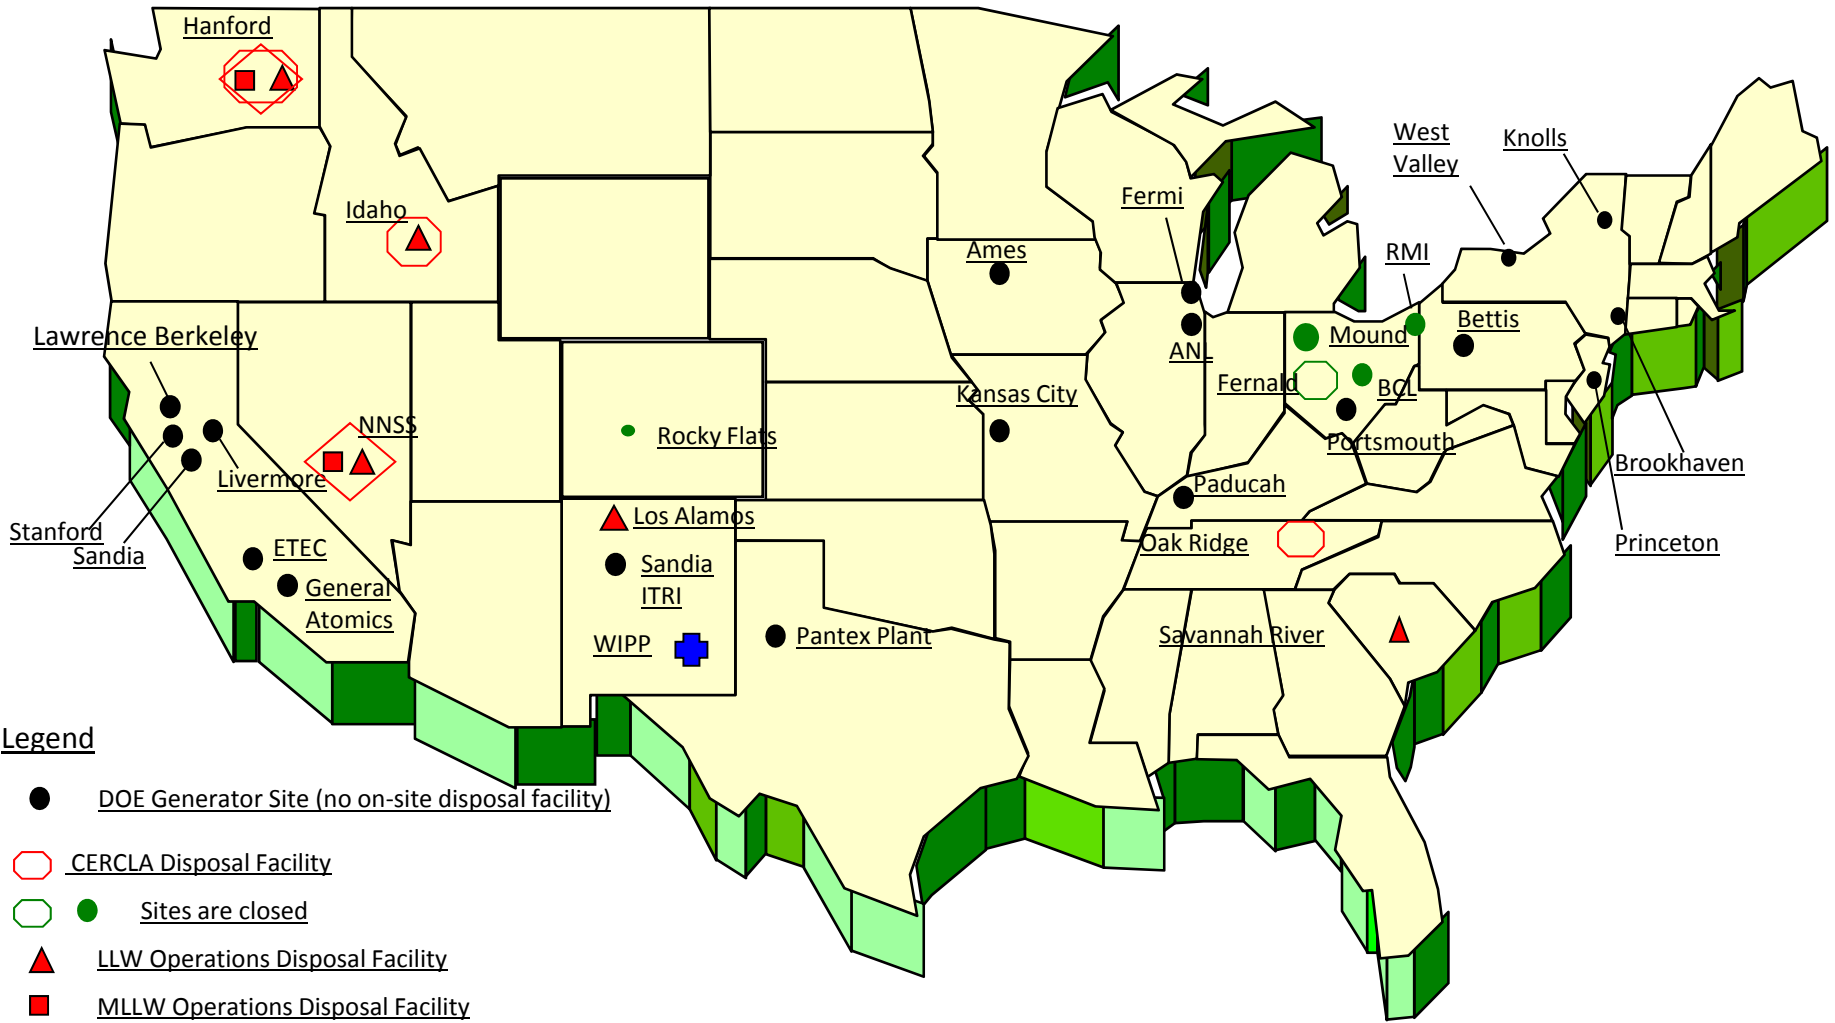 Hanford
West
Valley
Knolls
Fermi
Idaho
Ames
RMI
Lawrence Berkeley
Mound
Bettis
ANL
Fernald
BCL
Kansas City
NNSS
Rocky Flats
Portsmouth
Livermore
Paducah
Brookhaven
Stanford
Sandia
Los Alamos
Oak Ridge
Princeton
ETEC
Sandia
ITRI
General
Atomics
WIPP
Pantex Plant
Savannah River
Legend
DOE Generator Site (no on-site disposal facility)
CERCLA Disposal Facility
Sites are closed
LLW Operations Disposal Facility
MLLW Operations Disposal Facility